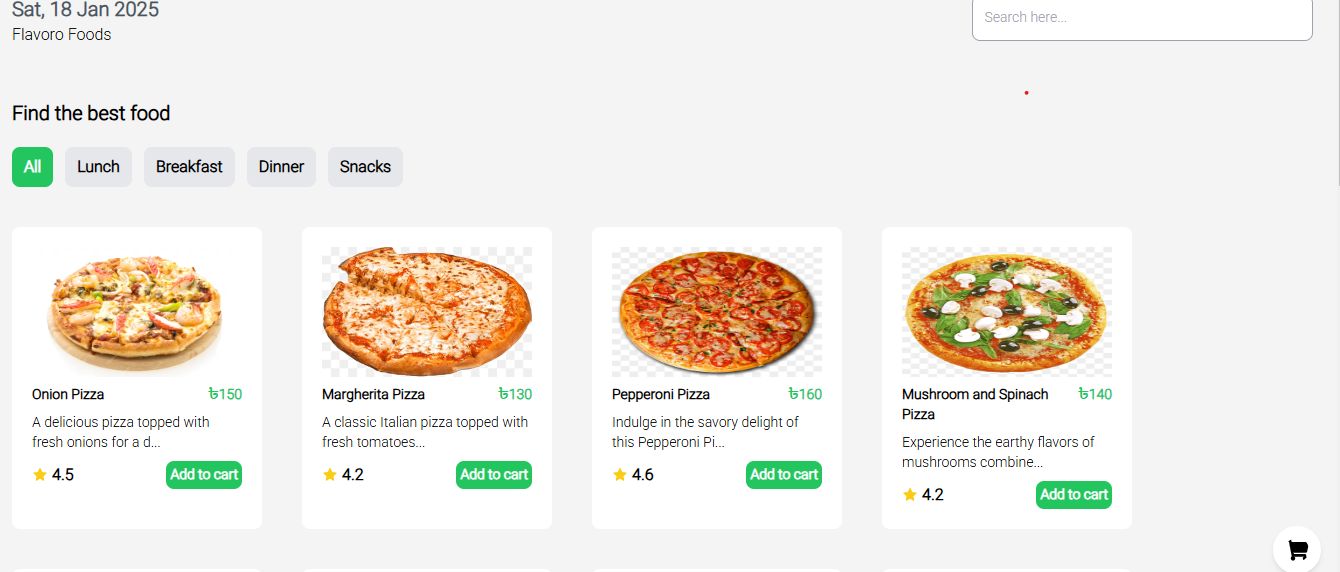 Sat, 18 Jan 2025
Flavoro Foods
Search here...
Find the best food
All
Lunch
Breakfast
Dinner
Snacks
Onion Pizza
৳150
A delicious pizza topped with
fresh onions for a d...
4.5
Add to cart
Margherita Pizza
৳130
A classic Italian pizza topped with
fresh tomatoes...
4.2
Add to cart
Pepperoni Pizza
৳160
Indulge in the savory delight of
this Pepperoni Pi...
4.6
Add to cart
Mushroom and Spinach
Pizza
৳140
Experience the earthy flavors of
mushrooms combine...
4.2
Add to cart